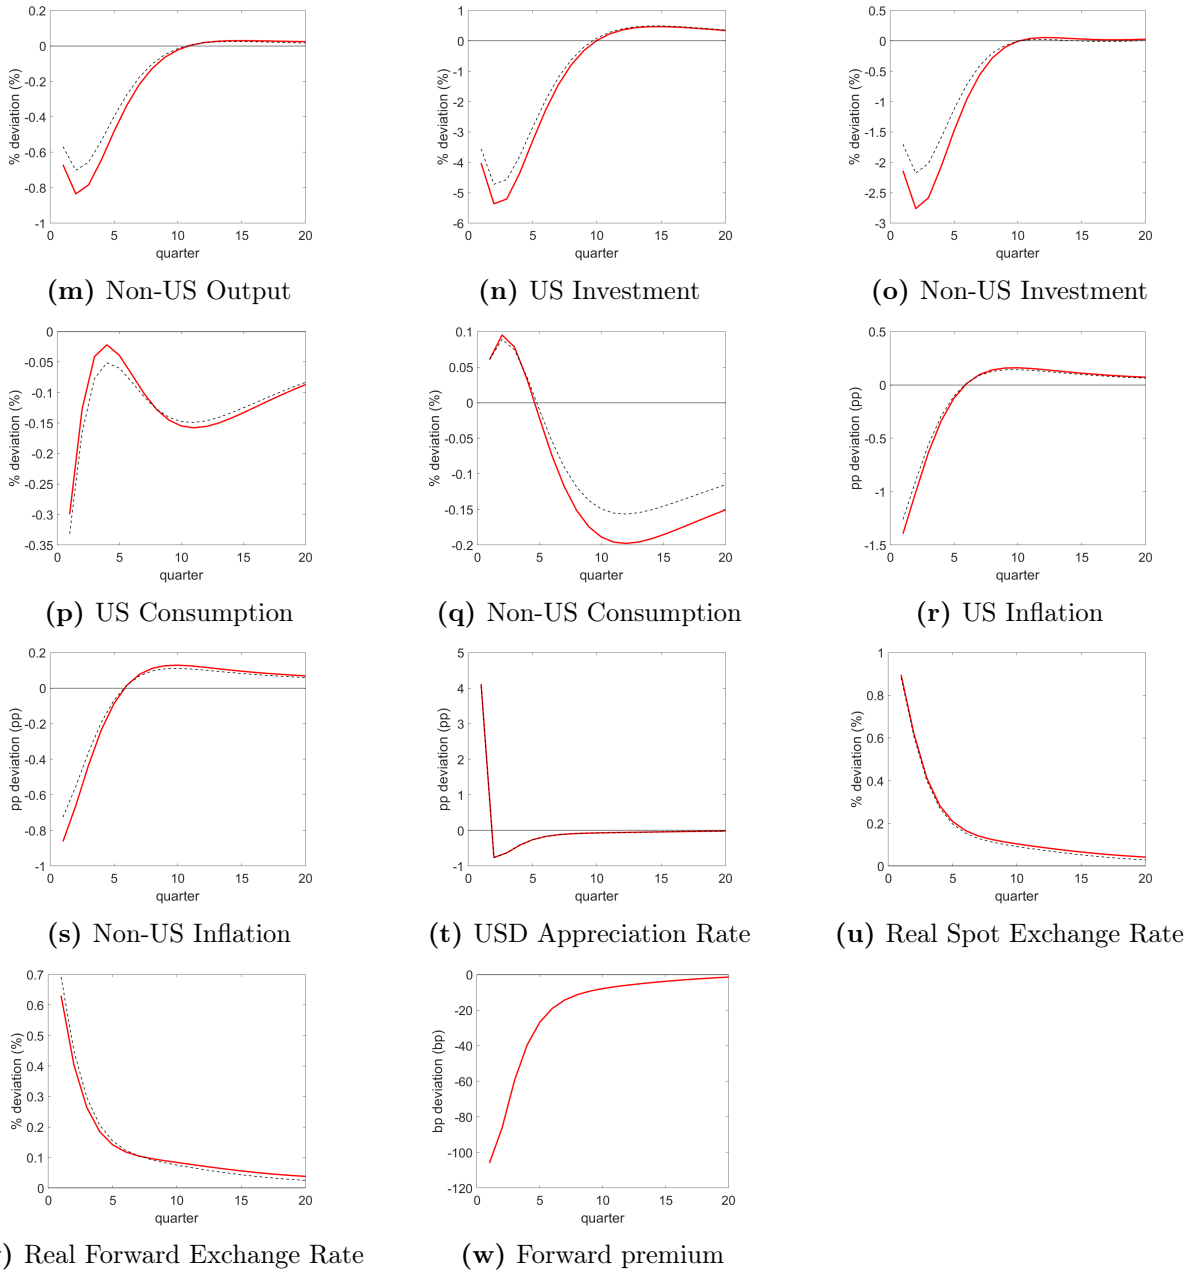 0.2
0
-0.2
-0.4
-0.6
-0.8
-1
% deviation (%)
0 5 10 15 20
quarter
(m) Non-US Output
1
0
-1
-2
-3
-4
-5
-6
% deviation (%)
0 5 10 15 20
quarter
(n) US Investment
0.5
0
-0.5
-1
-1.5
-2
-2.5
-3
% deviation (%)
0 5 10 15 20
quarter
(o) Non-US Investment
0
-0.05
-0.1
-0.15
-0.2
-0.25
-0.3
-0.35
% deviation (%)
0 5 10 15 20
quarter
(p) US Consumption
0.1
0.05
0
-0.05
-0.1
-0.15
-0.2
% deviation (%)
0 5 10 15 20
quarter
(q) Non-US Consumption
0.5
0
-0.5
-1
-1.5
pp deviation (pp)
0 5 10 15 20
quarter
(r) US Inflation
0.2
0
-0.2
-0.4
-0.6
-0.8
-1
pp deviation (pp)
0 5 10 15 20
quarter
(s) Non-US Inflation
5
4
3
2
1
0
-1
pp deviation (pp)
0 5 10 15 20
quarter
(t) USD Appreciation Rate
1
0.8
0.6
0.4
0.2
0
% deviation (%)
0 5 10 15 20
quarter
(u) Real Spot Exchange Rate
0.7
0.6
0.5
0.4
0.3
0.2
0.1
0
% deviation (%)
0 5 10 15 20
quarter
) Real Forward Exchange Rate
0
-20
-40
-60
-80
-100
-120
bp deviation (bp)
0 5 10 15 20
quarter
(w) Forward premium